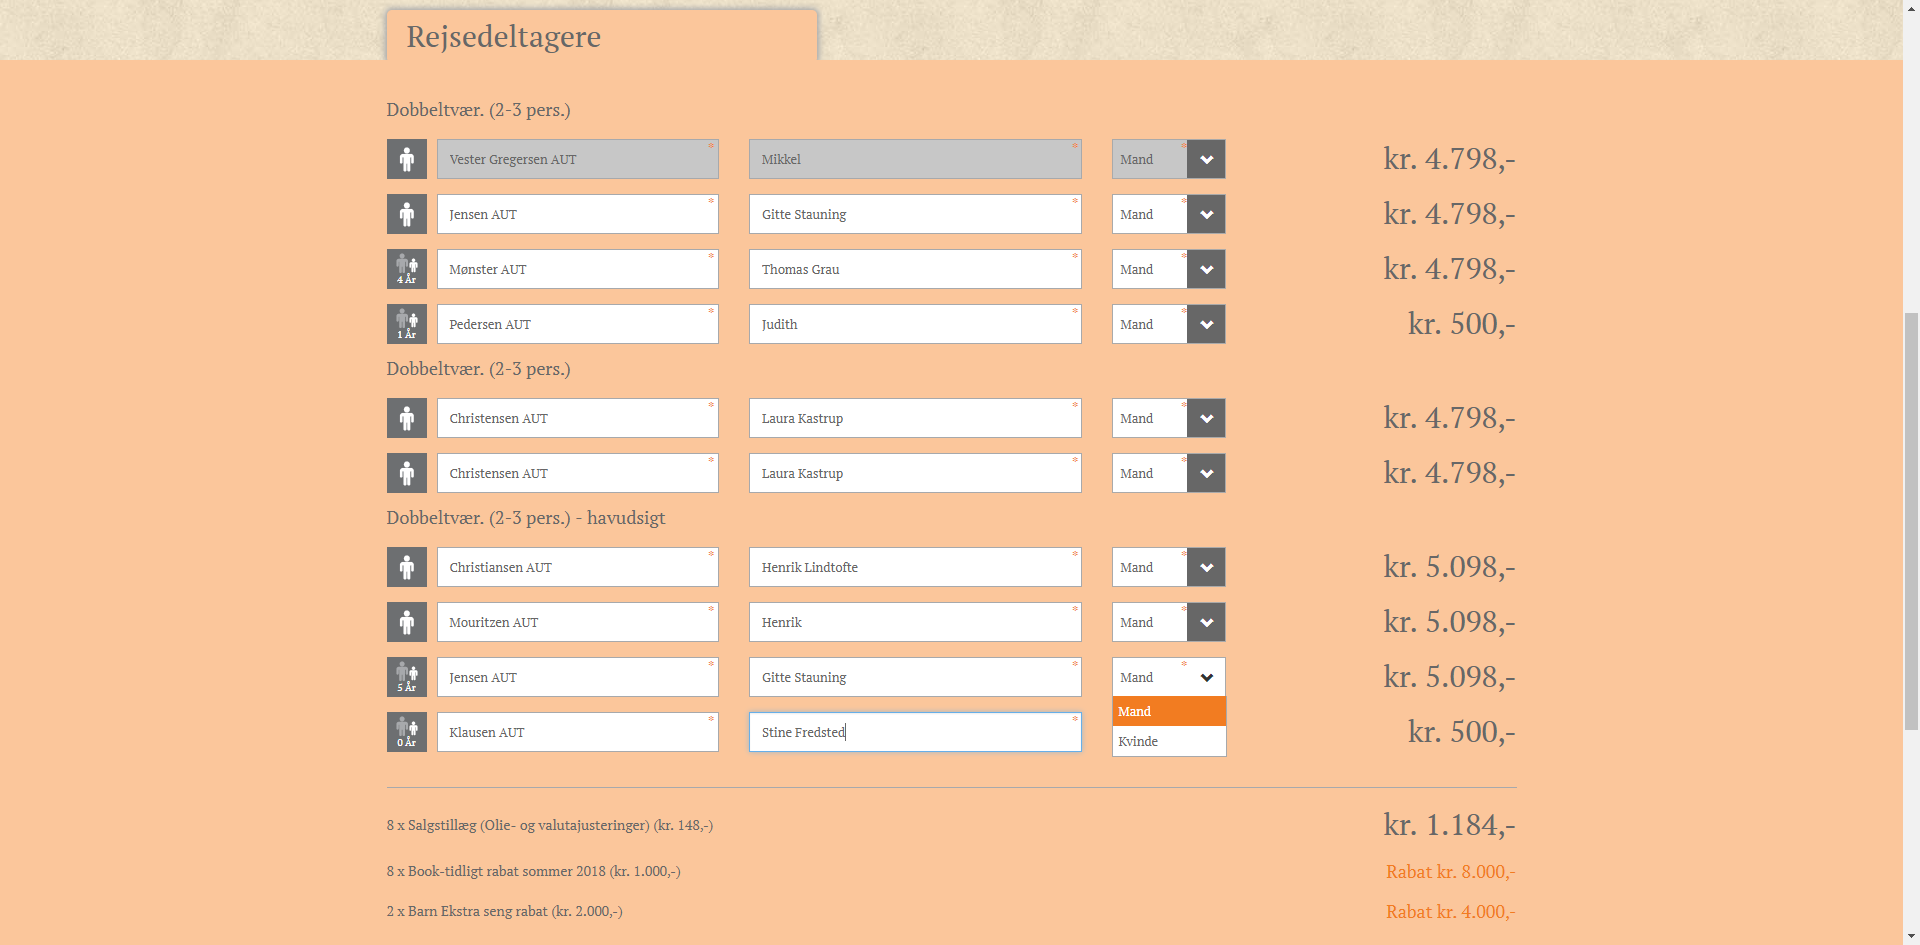 Rejsedeltagere
Dobbeltvær. (2-3 pers.)
Vester Gregersen AUT * Mikkel * Mand * kr. 4.798,-
Jensen AUT * Gitte Stauning * Mand * kr. 4.798,-
4 År Mønster AUT * Thomas Grau * Mand * kr. 4.798,-
1 År Pedersen AUT * Judith * Mand * kr. 500,-
Dobbeltvær. (2-3 pers.)
Christensen AUT * Laura Kastrup * Mand * kr. 4.798,-
Christensen AUT * Laura Kastrup * Mand * kr. 4.798,-
Dobbeltvær. (2-3 pers.) - havudsigt
Christiansen AUT * Henrik Lindtofte * Mand * kr. 5.098,-
Mouritzen AUT * Henrik * Mand * kr. 5.098,-
5 År Jensen AUT * Gitte Stauning * Mand * kr. 5.098,-
Mand
0 År Klausen AUT * Stine Fredsted * kr. 500,-
Kvinde
8 x Salgstillæg (Olie- og valutajusteringer) (kr. 148,-) kr. 1.184,-
8 x Book-tidligt rabat sommer 2018 (kr. 1.000,-) Rabat kr. 8.000,-
2 x Barn Ekstra seng rabat (kr. 2.000,-) Rabat kr. 4.000,-